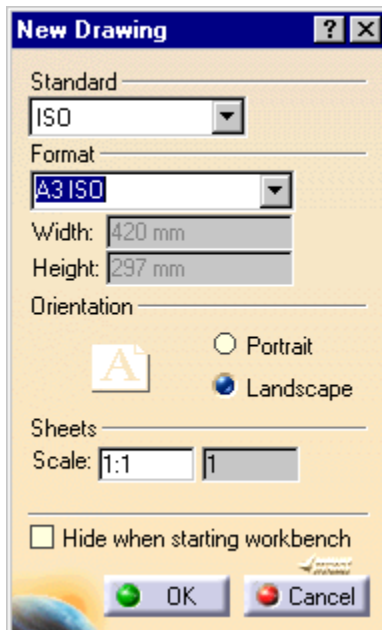 New Drawing ? X
Standard
ISO
Format
A3 ISO
Width: 420 mm
Height: 297 mm
Orientation
A
Portrait
Landscape
Sheets
Scale: 1:1 1
Hide when starting workbench
OK Cancel